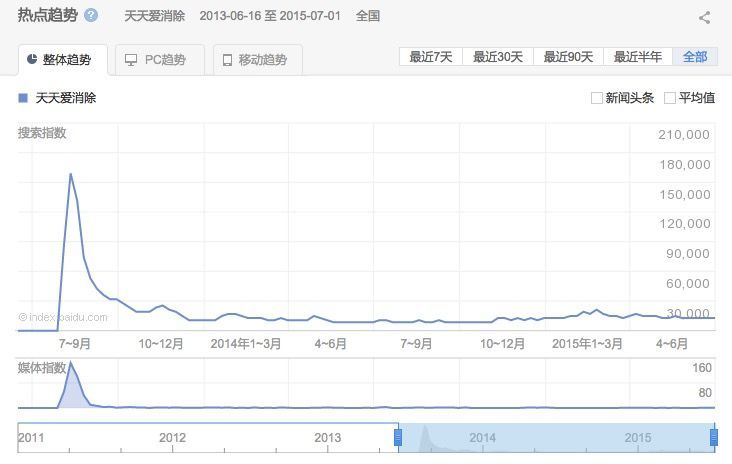 热点趋势 ? 天天爱消除 2013-06-16 至 2015-07-01 全国
整体趋势 PC趋势 移动趋势 最近7天 最近30天 最近90天 最近半年 全部
天天爱消除 新闻头条 平均值
搜索指数
210,000
180,000
150,000
120,000
90,000
60,000
30,000
© index.baidu.com
7~9月 10~12月 2014年1~3月 4~6月 7~9月 10~12月 2015年1~3月 4~6月
媒体指数
160
80
2011 2012 2013 2014 2015